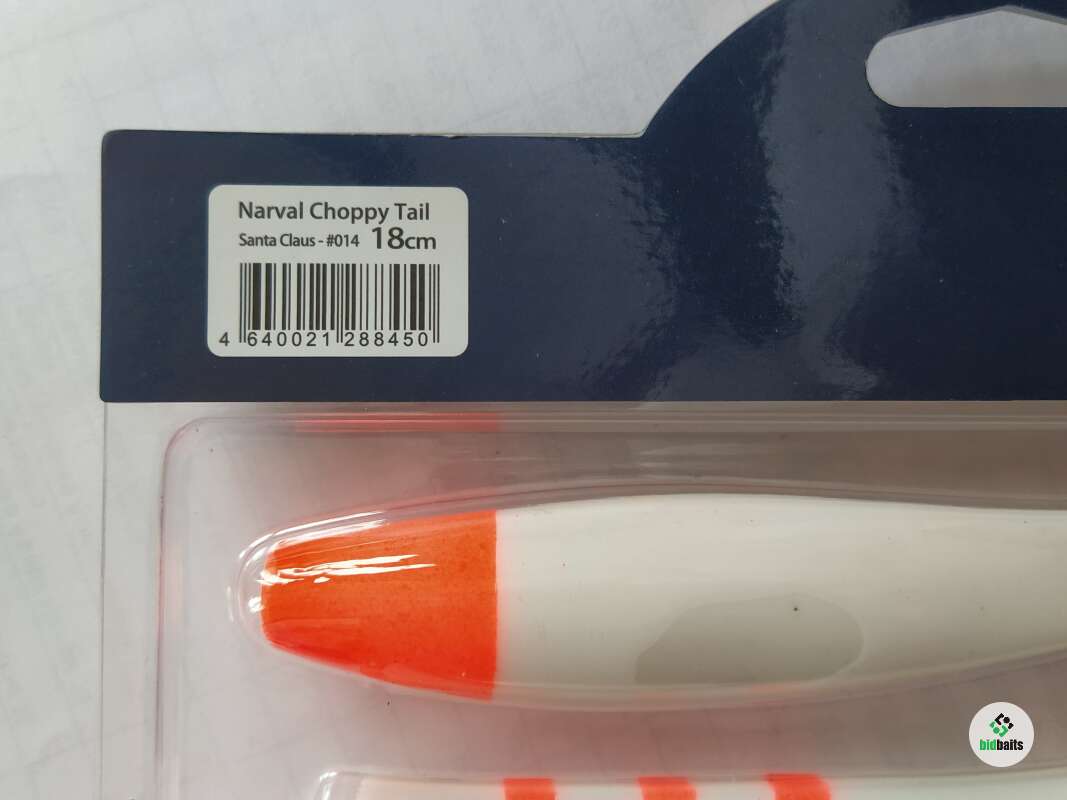 Narval Choppy Tail
Santa Claus - #014 18cm
4 640021 288450
bidbaits